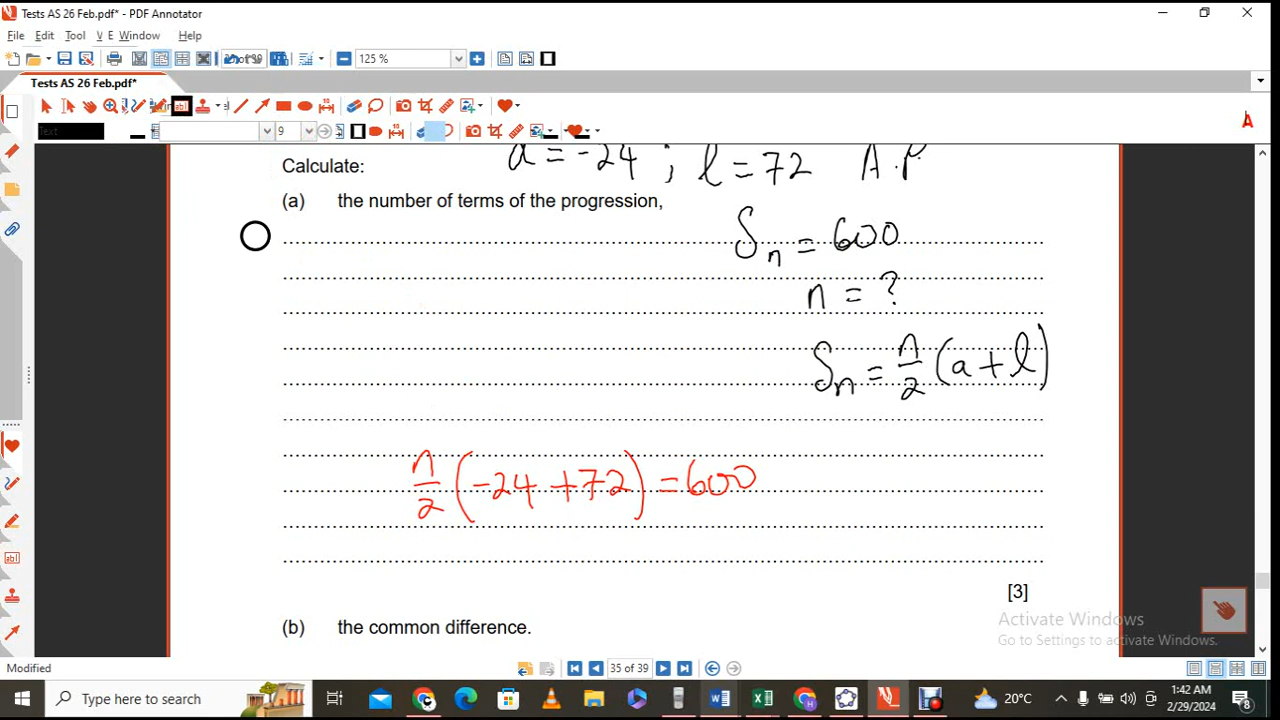 Tests AS 26 Feb.pdf* - PDF Annotator
File Edit Tool V E Window Help
125 %
Tests AS 26 Feb.pdf*
9
Calculate:
a = -24 ; l = 72 A.P
(a) the number of terms of the progression,
Sn = 600
n = ?
Sn = n/2 (a + l)
n/2 (-24 + 72) = 600
[3]
(b) the common difference.
Activate Windows
Go to Settings to activate Windows.
Modified
35 of 39
Type here to search
20°C
1:42 AM
2/29/2024
8